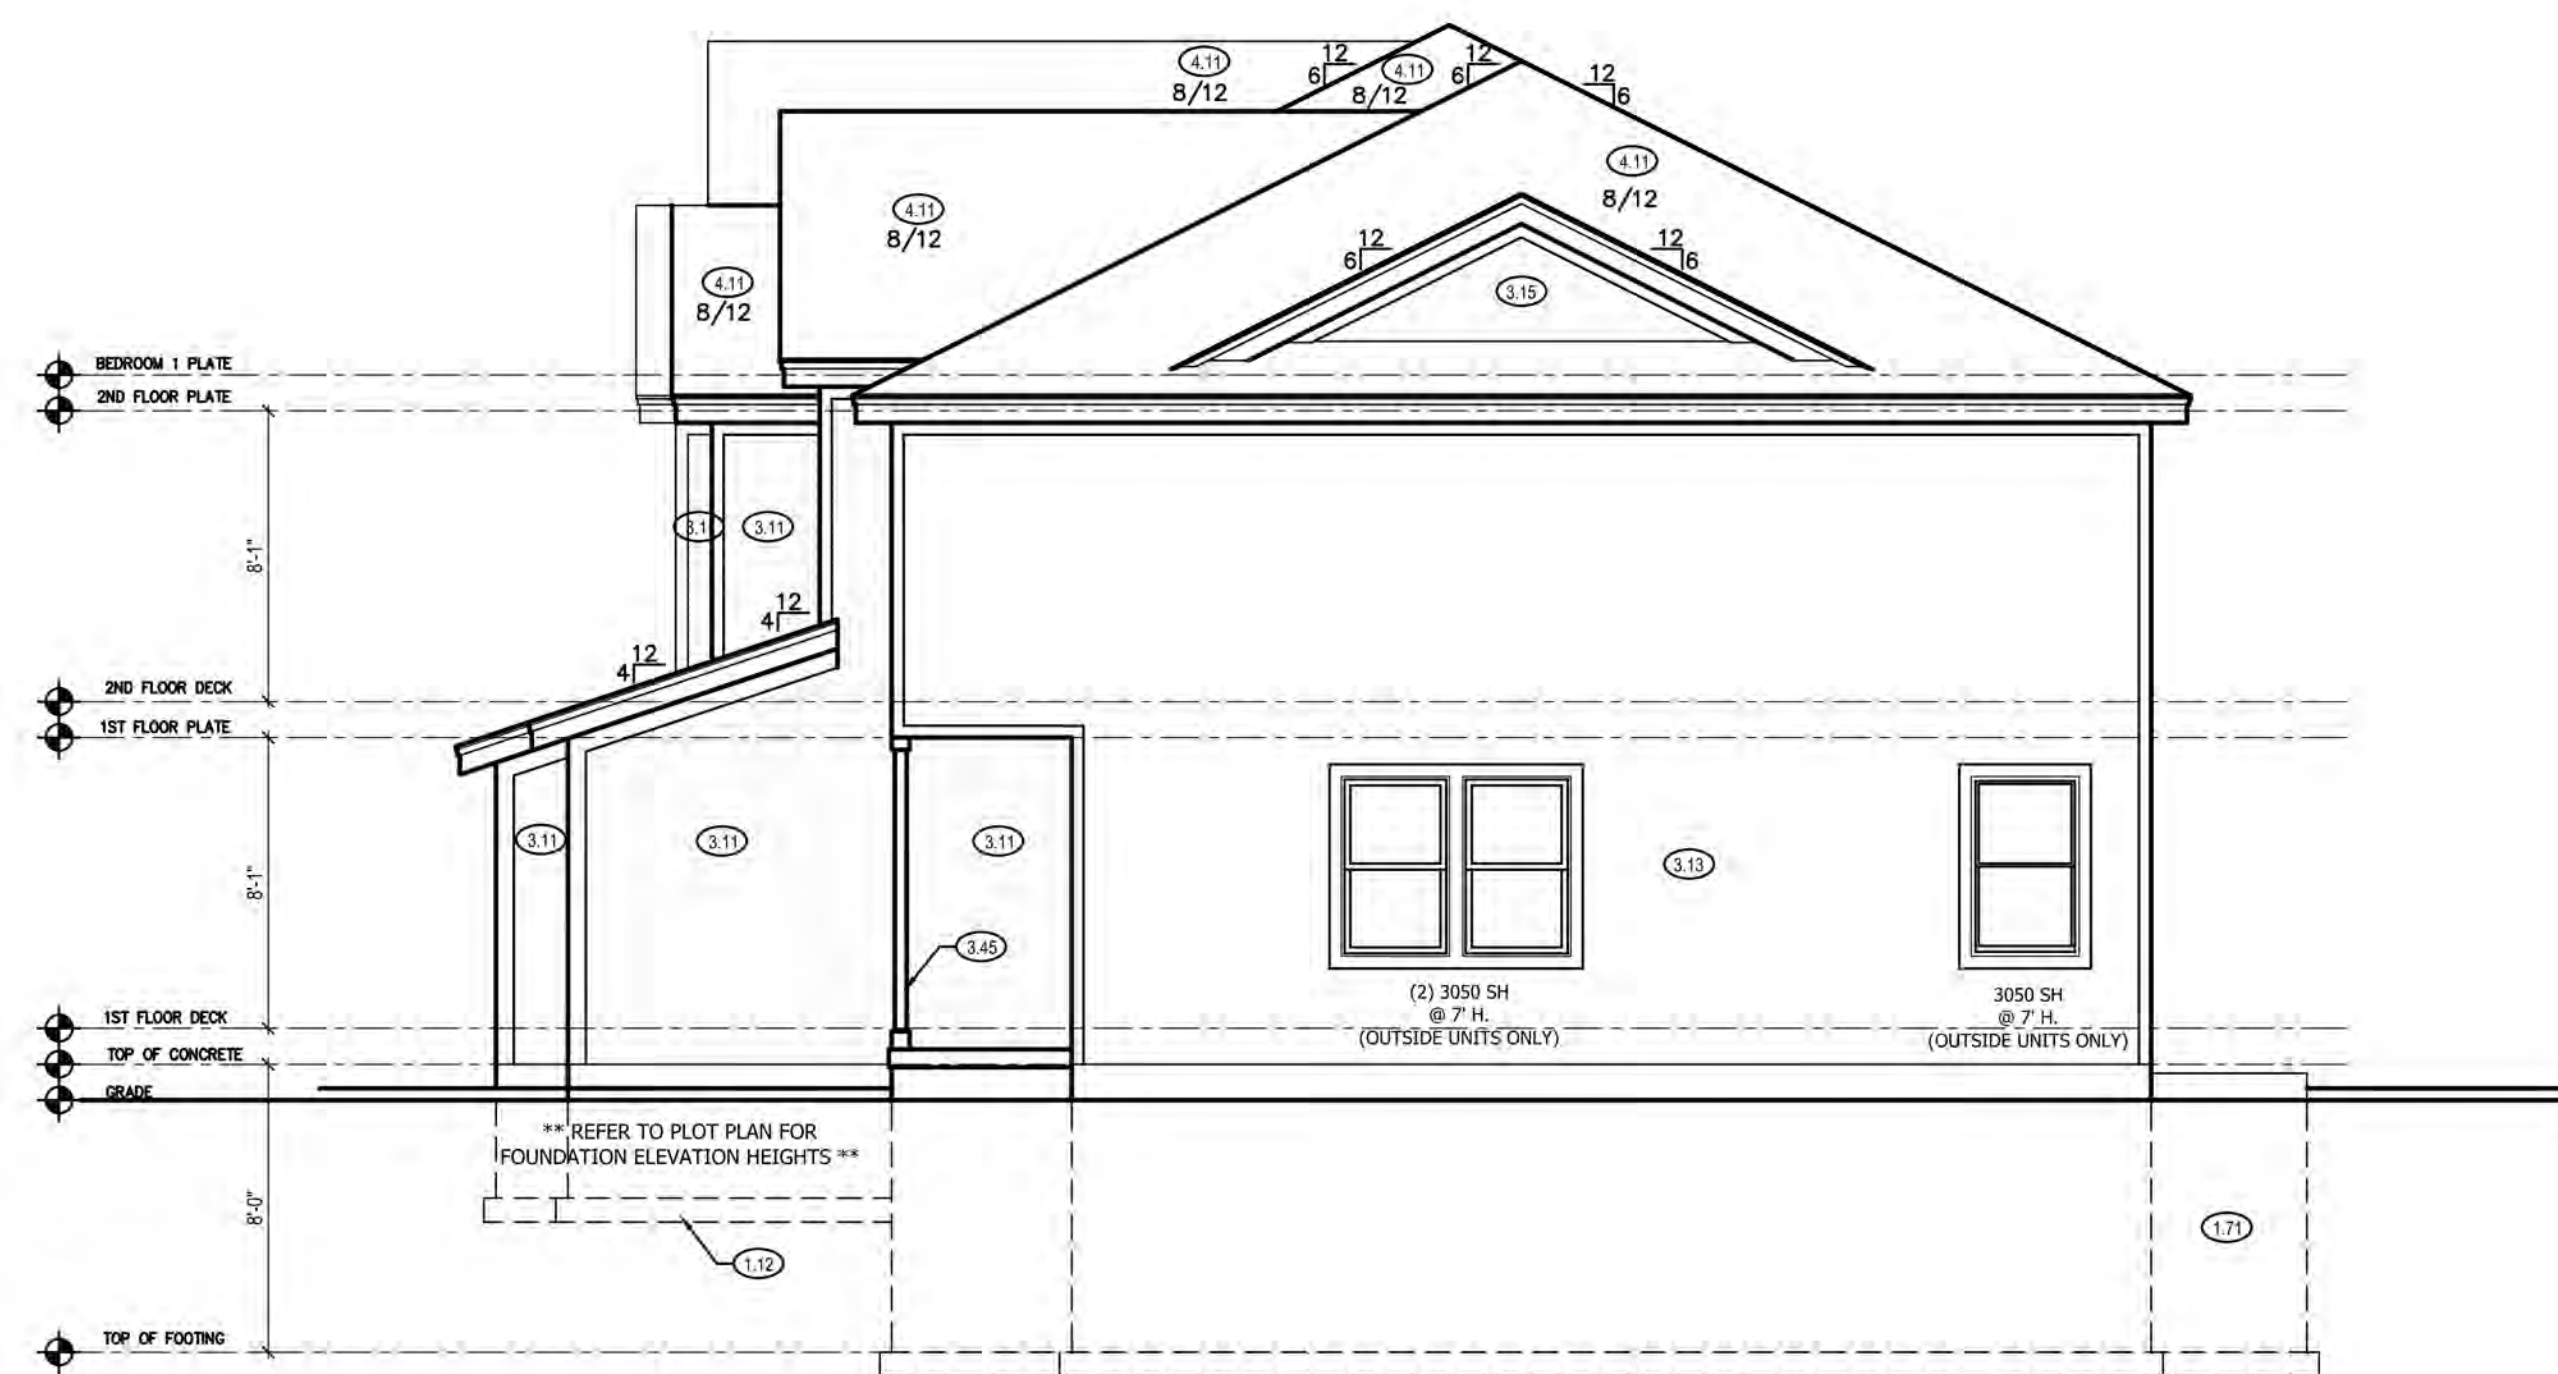 12
12
4.11
6
4.11
6
12
8/12
8/12
6
4.11
8/12
4.11
8/12
12
12
6
6
4.11
8/12
3.15
BEDROOM 1 PLATE
2ND FLOOR PLATE
3.1
3.11
8'-1"
12
4
12
4
2ND FLOOR DECK
1ST FLOOR PLATE
3.11
3.11
3.11
3.13
8'-1"
3.45
(2) 3050 SH
@ 7' H.
(OUTSIDE UNITS ONLY)
3050 SH
@ 7' H.
(OUTSIDE UNITS ONLY)
1ST FLOOR DECK
TOP OF CONCRETE
GRADE
** REFER TO PLOT PLAN FOR
FOUNDATION ELEVATION HEIGHTS **
8'-0"
1.12
1.71
TOP OF FOOTING